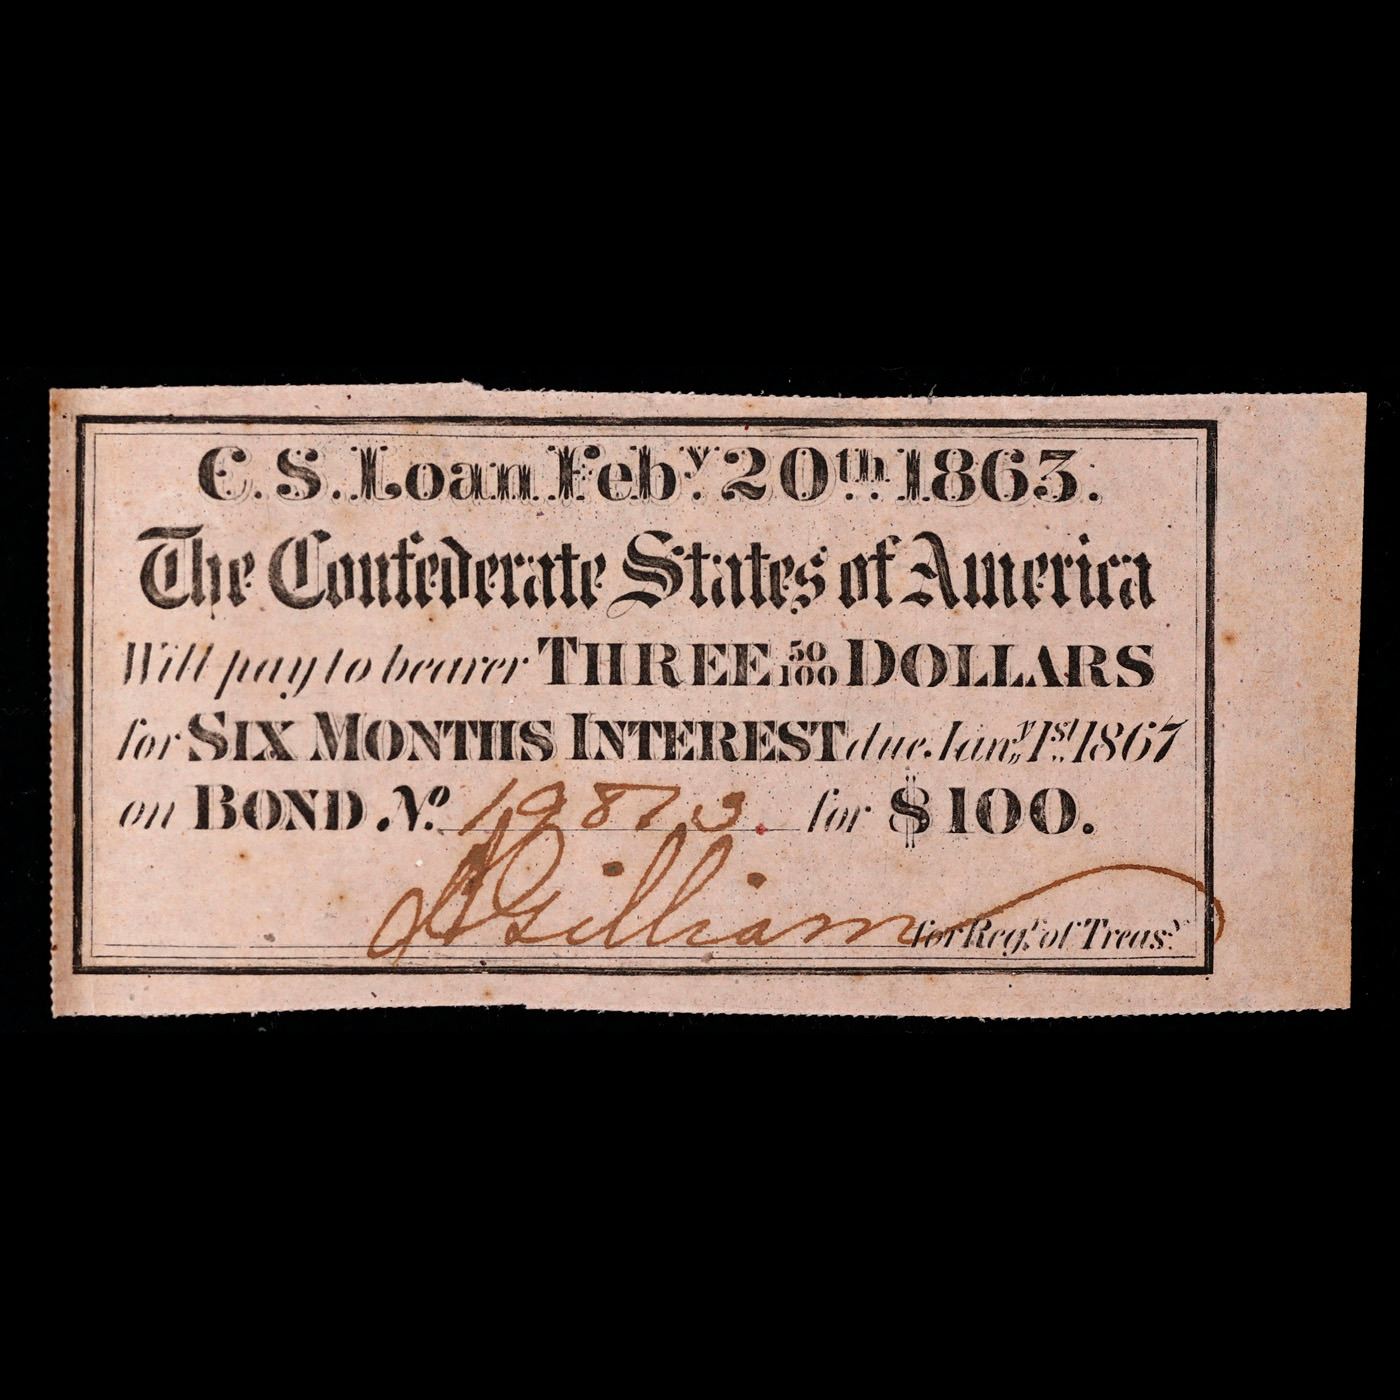 C. S. Loan Feby. 20th 1863.
The Confederate States of America
Will pay to bearer THREE 50/100 DOLLARS
for SIX MONTHS INTEREST due Jany. 1st. 1867
on BOND No. 19873. for $100.
Gilliam for Regr. of Treasy.